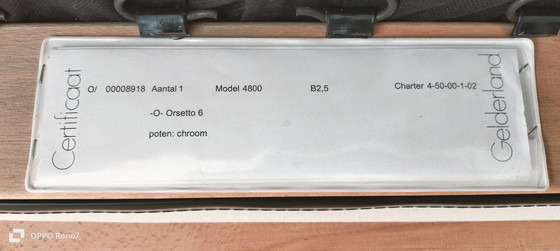 Certificaat
O/ 00008918 Aantal 1 Model 4800 B2,5 Charter 4-50-00-1-02
-O- Orsetto 6
poten: chroom
Gelderland
OPPO Reno7